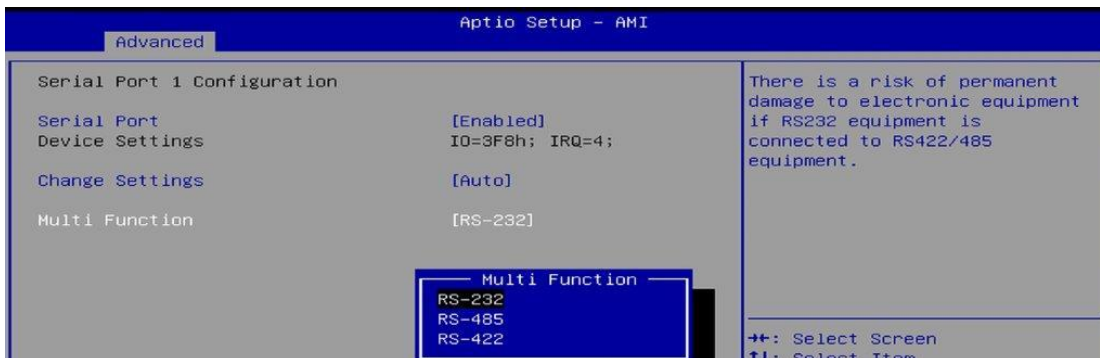 Aptio Setup - AMI
Advanced
Serial Port 1 Configuration
Serial Port [Enabled]
Device Settings IO=3F8h; IRQ=4;
Change Settings [Auto]
Multi Function [RS-232]
Multi Function
RS-232
RS-485
RS-422
There is a risk of permanent
damage to electronic equipment
if RS232 equipment is
connected to RS422/485
equipment.
→←: Select Screen
↑↓: Select Item